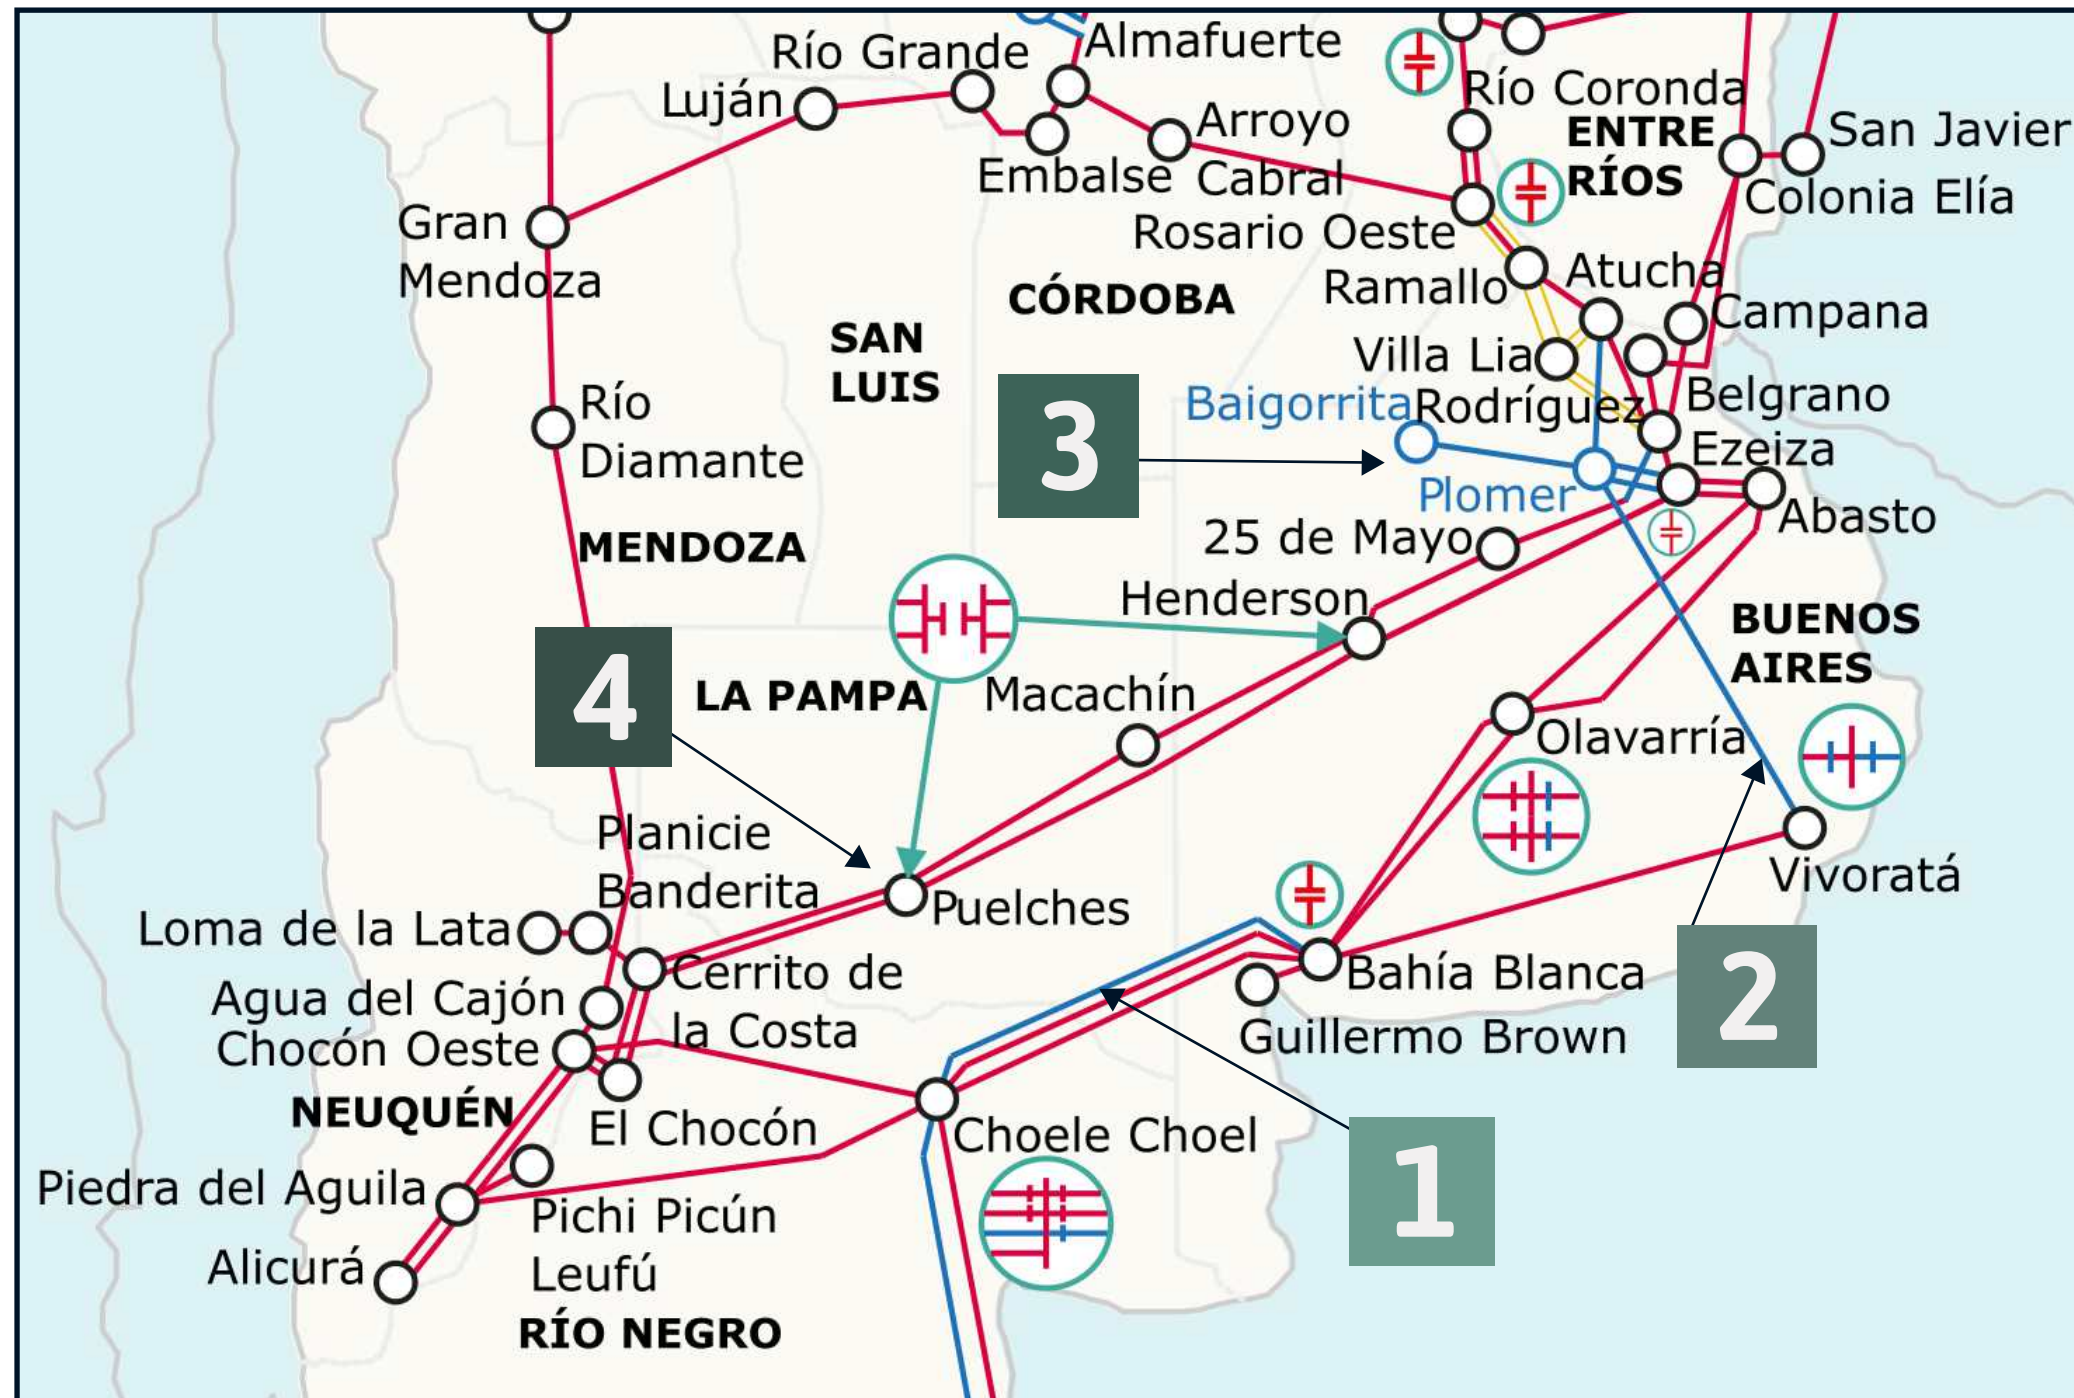 Río Grande
Almafuerte
Luján
Río Coronda
Arroyo
Cabral
ENTRE
RÍOS
San Javier
Embalse
Colonia Elía
Gran
Mendoza
Rosario Oeste
CÓRDOBA
Ramallo
Atucha
Campana
SAN
LUIS
Villa Lia
Río
Diamante
3
Baigorrita
Rodríguez
Belgrano
Ezeiza
Plomer
Abasto
MENDOZA
25 de Mayo
Henderson
BUENOS
AIRES
4
LA PAMPA
Macachín
Olavarría
Planicie
Banderita
Vivoratá
Puelches
Loma de la Lata
Cerrito de
la Costa
Bahía Blanca
2
Agua del Cajón
Chocón Oeste
Guillermo Brown
NEUQUÉN
El Chocón
Choele Choel
1
Piedra del Aguila
Pichi Picún
Leufú
Alicurá
RÍO NEGRO